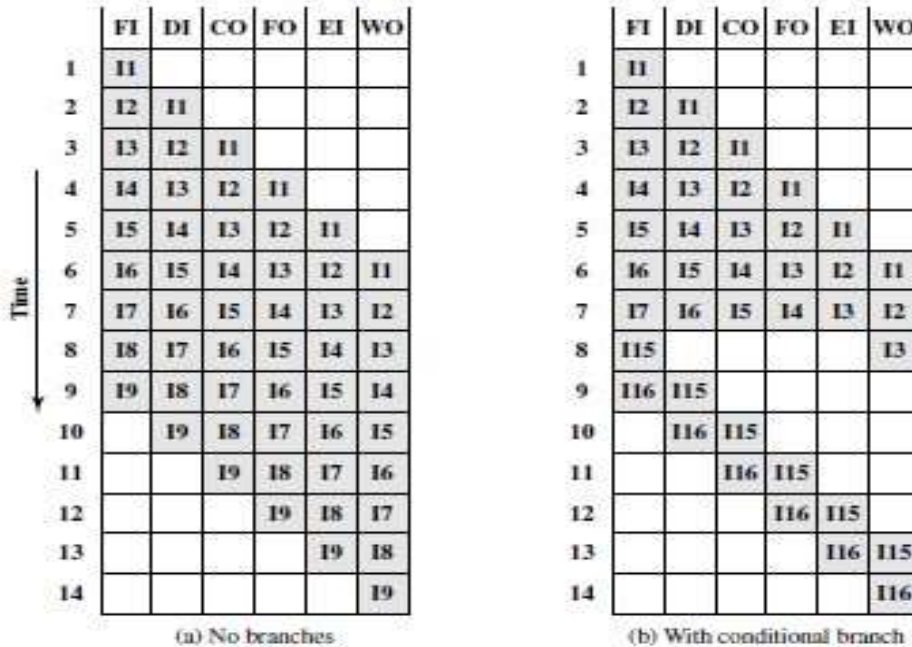 FI DI CO FO EI WO
1 I1
2 I2 I1
3 I3 I2 I1
4 I4 I3 I2 I1
5 I5 I4 I3 I2 I1
6 I6 I5 I4 I3 I2 I1
7 I7 I6 I5 I4 I3 I2
8 I8 I7 I6 I5 I4 I3
9 I9 I8 I7 I6 I5 I4
10 I9 I8 I7 I6 I5
11 I9 I8 I7 I6
12 I9 I8 I7
13 I9 I8
14 I9
Time
(a) No branches
FI DI CO FO EI WO
1 I1
2 I2 I1
3 I3 I2 I1
4 I4 I3 I2 I1
5 I5 I4 I3 I2 I1
6 I6 I5 I4 I3 I2 I1
7 I7 I6 I5 I4 I3 I2
8 I15 I3
9 I16 I15
10 I16 I15
11 I16 I15
12 I16 I15
13 I16 I15
14 I16
(b) With conditional branch